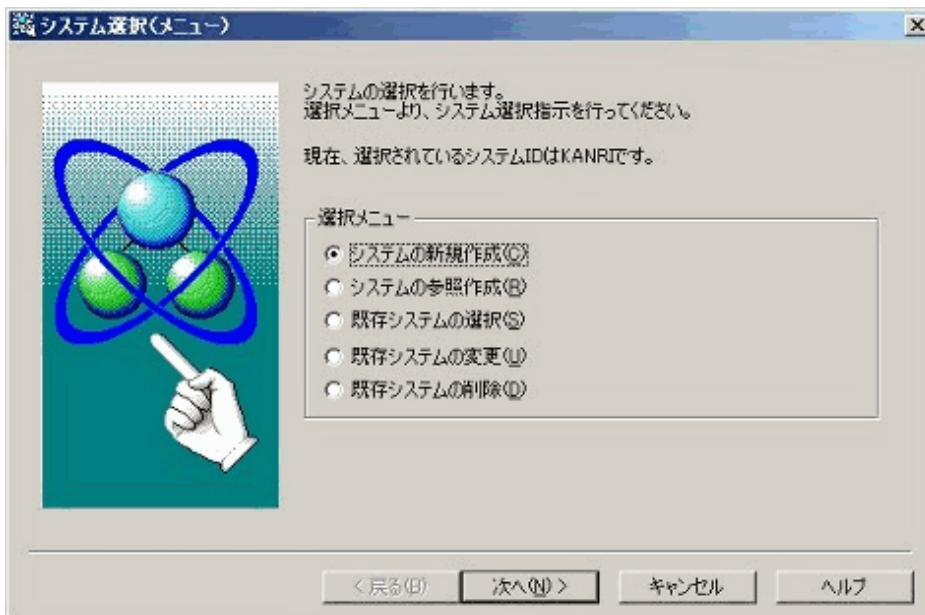 システム選択(メニュー)
システムの選択を行います。
選択メニューより、システム選択指示を行ってください。
現在、選択されているシステムIDはKANRIです。
選択メニュー
システムの新規作成(C)
システムの参照作成(R)
既存システムの選択(S)
既存システムの変更(U)
既存システムの削除(D)
< 戻る(B)
次へ(N) >
キャンセル
ヘルプ